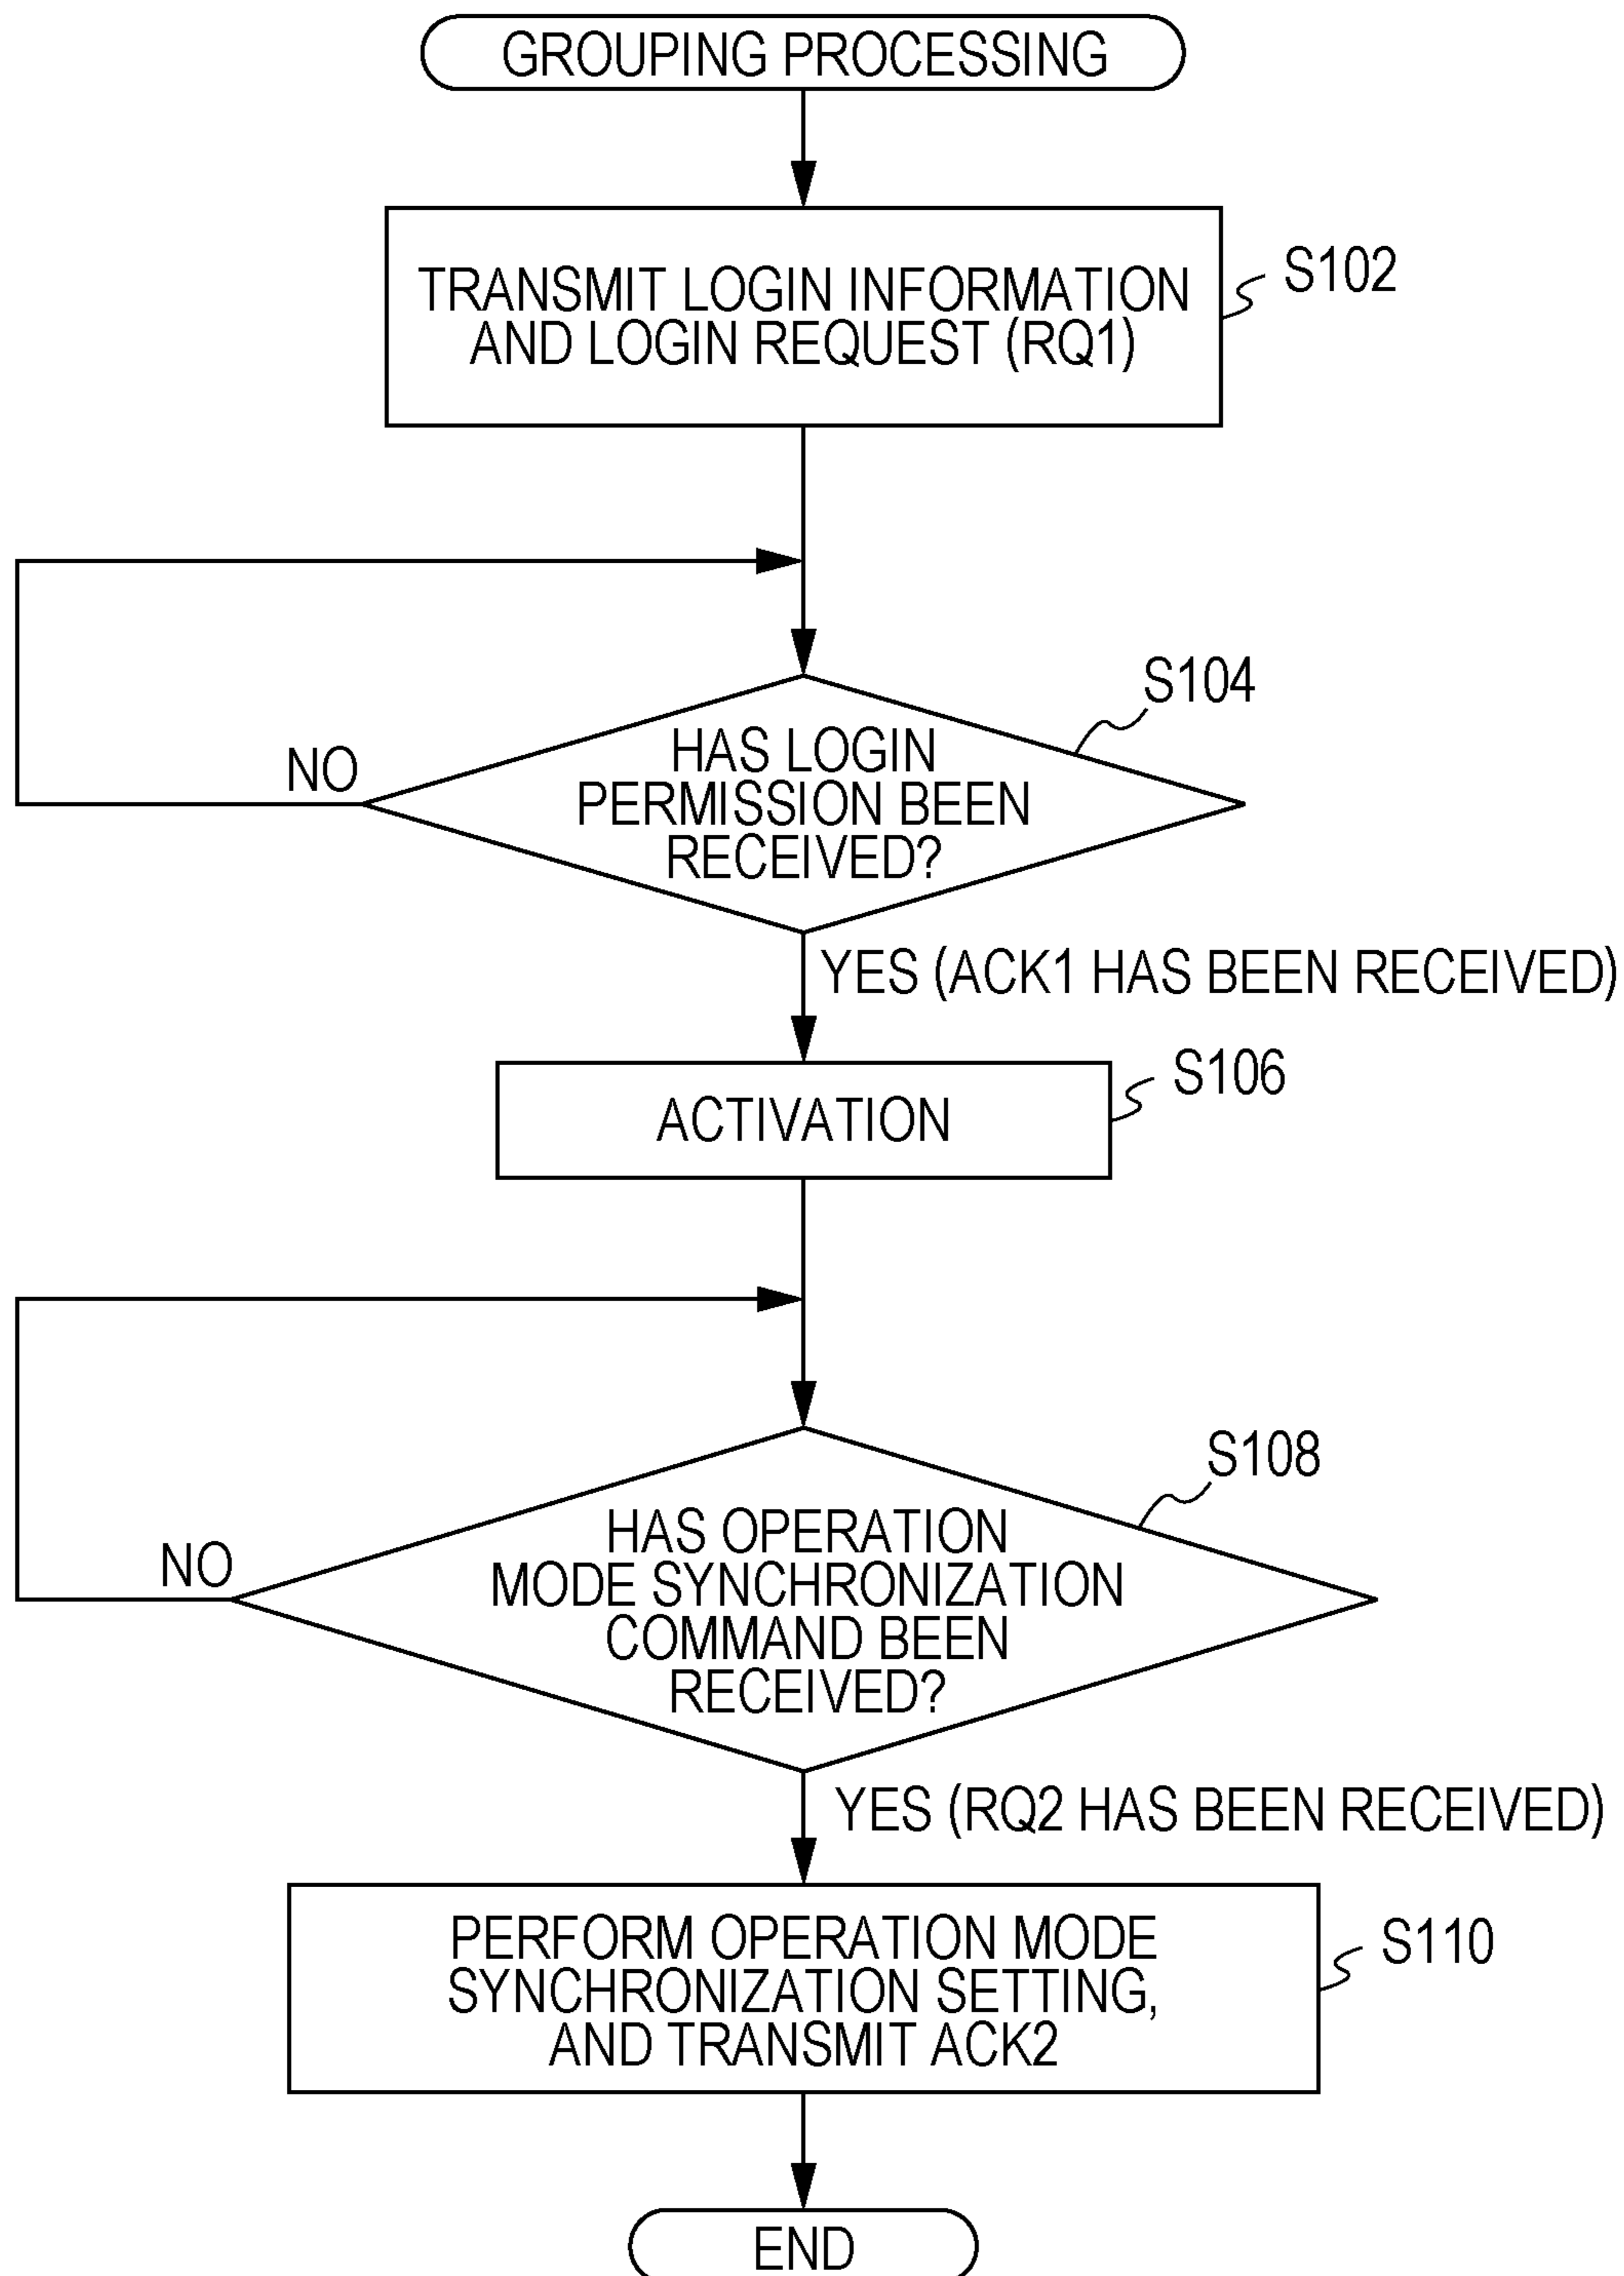 GROUPING PROCESSING
TRANSMIT LOGIN INFORMATION
AND LOGIN REQUEST (RQ1)
S102
S104
HAS LOGIN
PERMISSION BEEN
RECEIVED?
NO
YES (ACK1 HAS BEEN RECEIVED)
S106
ACTIVATION
S108
HAS OPERATION
MODE SYNCHRONIZATION
COMMAND BEEN
RECEIVED?
NO
YES (RQ2 HAS BEEN RECEIVED)
PERFORM OPERATION MODE
SYNCHRONIZATION SETTING,
AND TRANSMIT ACK2
S110
END